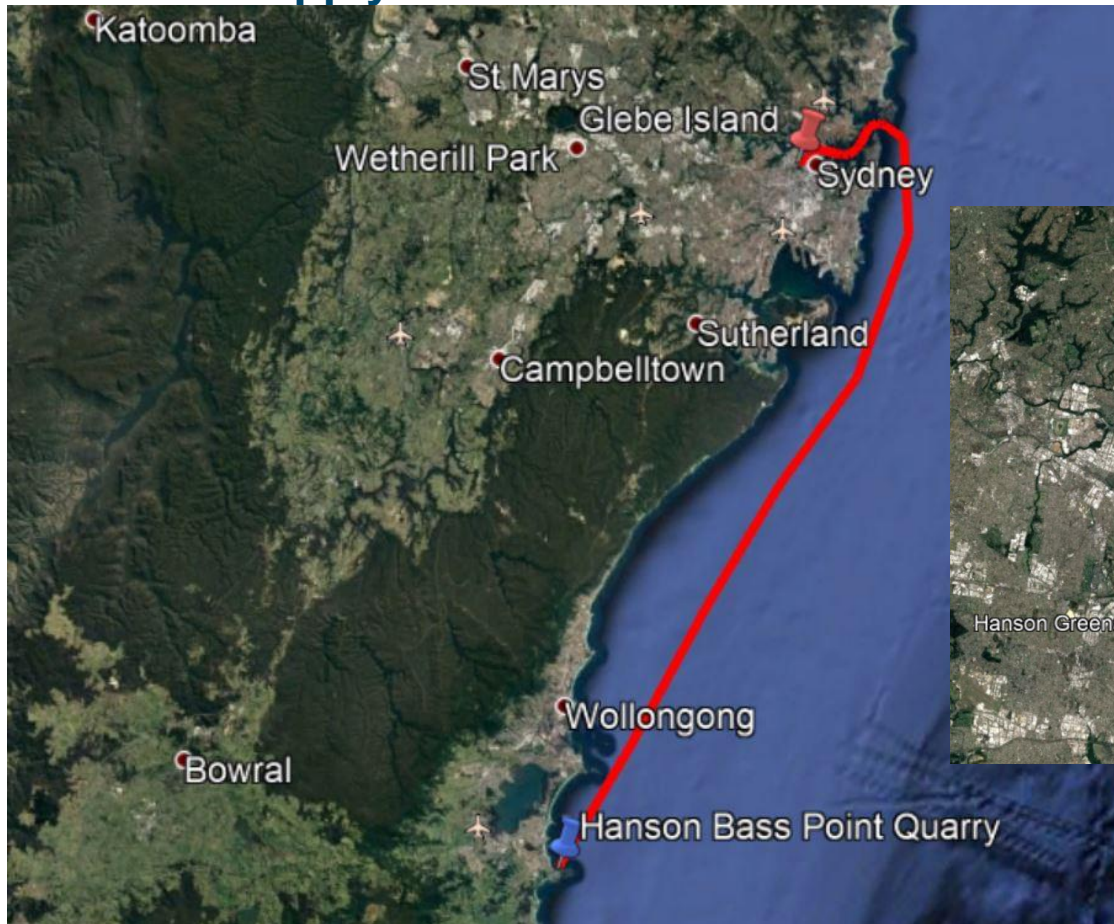 Katoomba
St Marys
Glebe Island
Wetherill Park
Sydney
Sutherland
Campbelltown
Hanson Green
Wollongong
Bowral
Hanson Bass Point Quarry